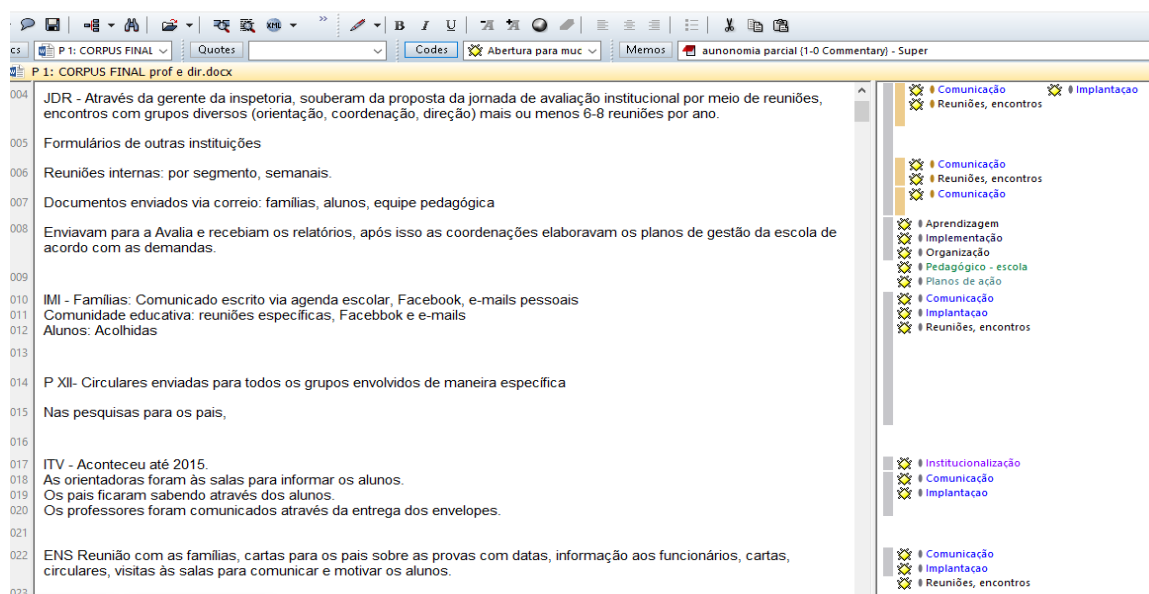 B I U A A
cs P 1: CORPUS FINAL Quotes Codes Abertura para muc Memos aunonomia parcial {1-0 Commentary} - Super
P 1: CORPUS FINAL prof e dir.docx
004 JDR - Através da gerente da inspetoria, souberam da proposta da jornada de avaliação institucional por meio de reuniões,
encontros com grupos diversos (orientação, coordenação, direção) mais ou menos 6-8 reuniões por ano.
Comunicação Implantaçao
Reuniões, encontros
005 Formulários de outras instituições
006 Reuniões internas: por segmento, semanais.
Comunicação
Reuniões, encontros
Comunicação
007 Documentos enviados via correio: famílias, alunos, equipe pedagógica
008 Enviavam para a Avalia e recebiam os relatórios, após isso as coordenações elaboravam os planos de gestão da escola de
acordo com as demandas.
Aprendizagem
Implementação
Organização
Pedagógico - escola
Planos de ação
009
010 IMI - Famílias: Comunicado escrito via agenda escolar, Facebook, e-mails pessoais
011 Comunidade educativa: reuniões específicas, Facebbok e e-mails
012 Alunos: Acolhidas
Comunicação
Implantaçao
Reuniões, encontros
013
014 P XII- Circulares enviadas para todos os grupos envolvidos de maneira específica
015 Nas pesquisas para os pais,
016
017 ITV - Aconteceu até 2015.
018 As orientadoras foram às salas para informar os alunos.
019 Os pais ficaram sabendo através dos alunos.
020 Os professores foram comunicados através da entrega dos envelopes.
Institucionalização
Comunicação
Implantaçao
021
022 ENS Reunião com as famílias, cartas para os pais sobre as provas com datas, informação aos funcionários, cartas,
circulares, visitas às salas para comunicar e motivar os alunos.
Comunicação
Implantaçao
Reuniões, encontros
023